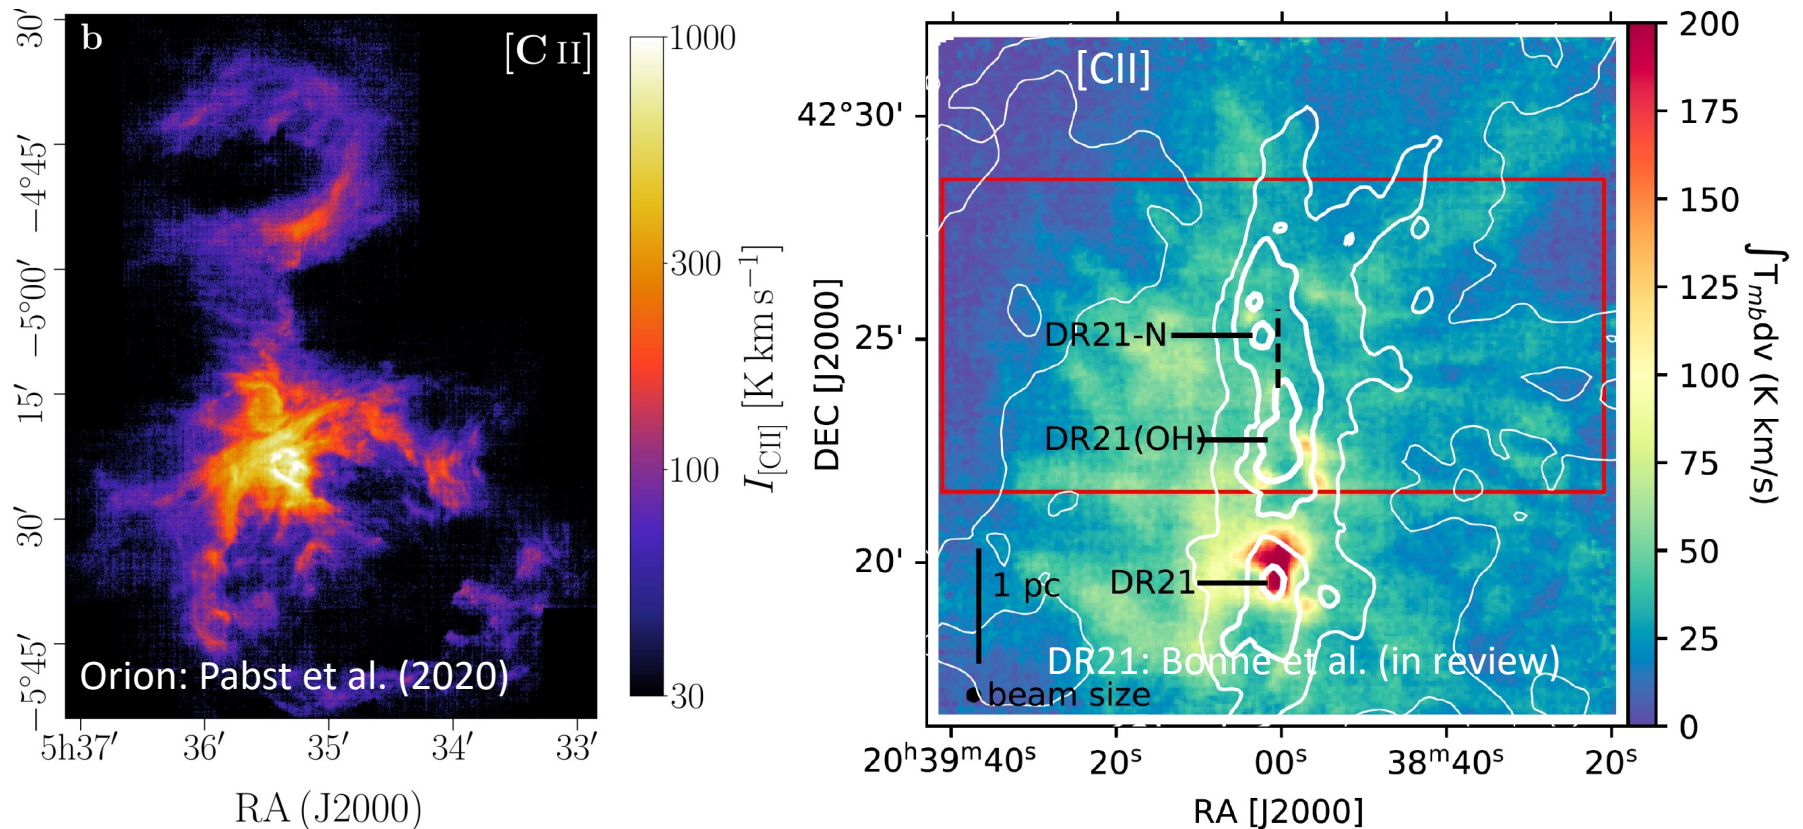 b
[C II]
30′
−4°45′
−5°00′
15′
30′
−5°45′
Orion: Pabst et al. (2020)
5h37′ 36′ 35′ 34′ 33′
RA (J2000)
1000
300
100
30
I[CII] [K km s⁻¹]
[CII]
42°30'
25'
20'
DEC [J2000]
DR21-N
DR21(OH)
DR21
1 pc
DR21: Bonne et al. (in review)
beam size
20ʰ39ᵐ40ˢ 20ˢ 00ˢ 38ᵐ40ˢ 20ˢ
RA [J2000]
200
175
150
125
100
75
50
25
0
∫T_mb dv (K km/s)